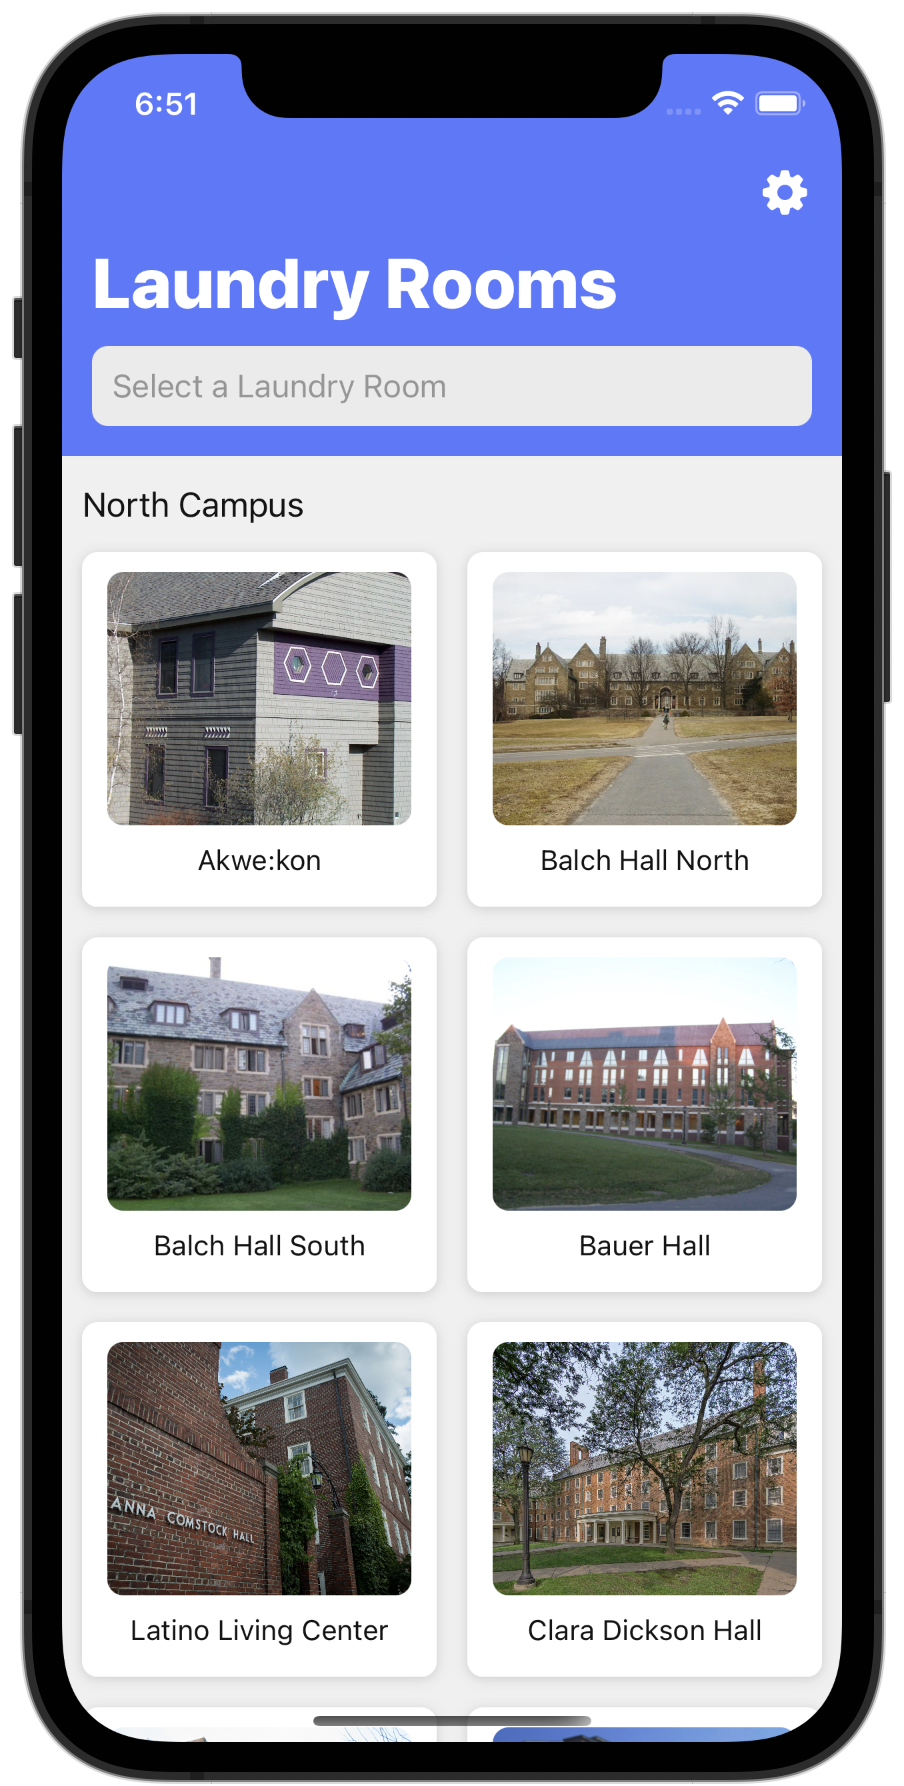 6:51
Laundry Rooms
Select a Laundry Room
North Campus
Akwe:kon
Balch Hall North
Balch Hall South
Bauer Hall
ANNA COMSTOCK HALL
Latino Living Center
Clara Dickson Hall